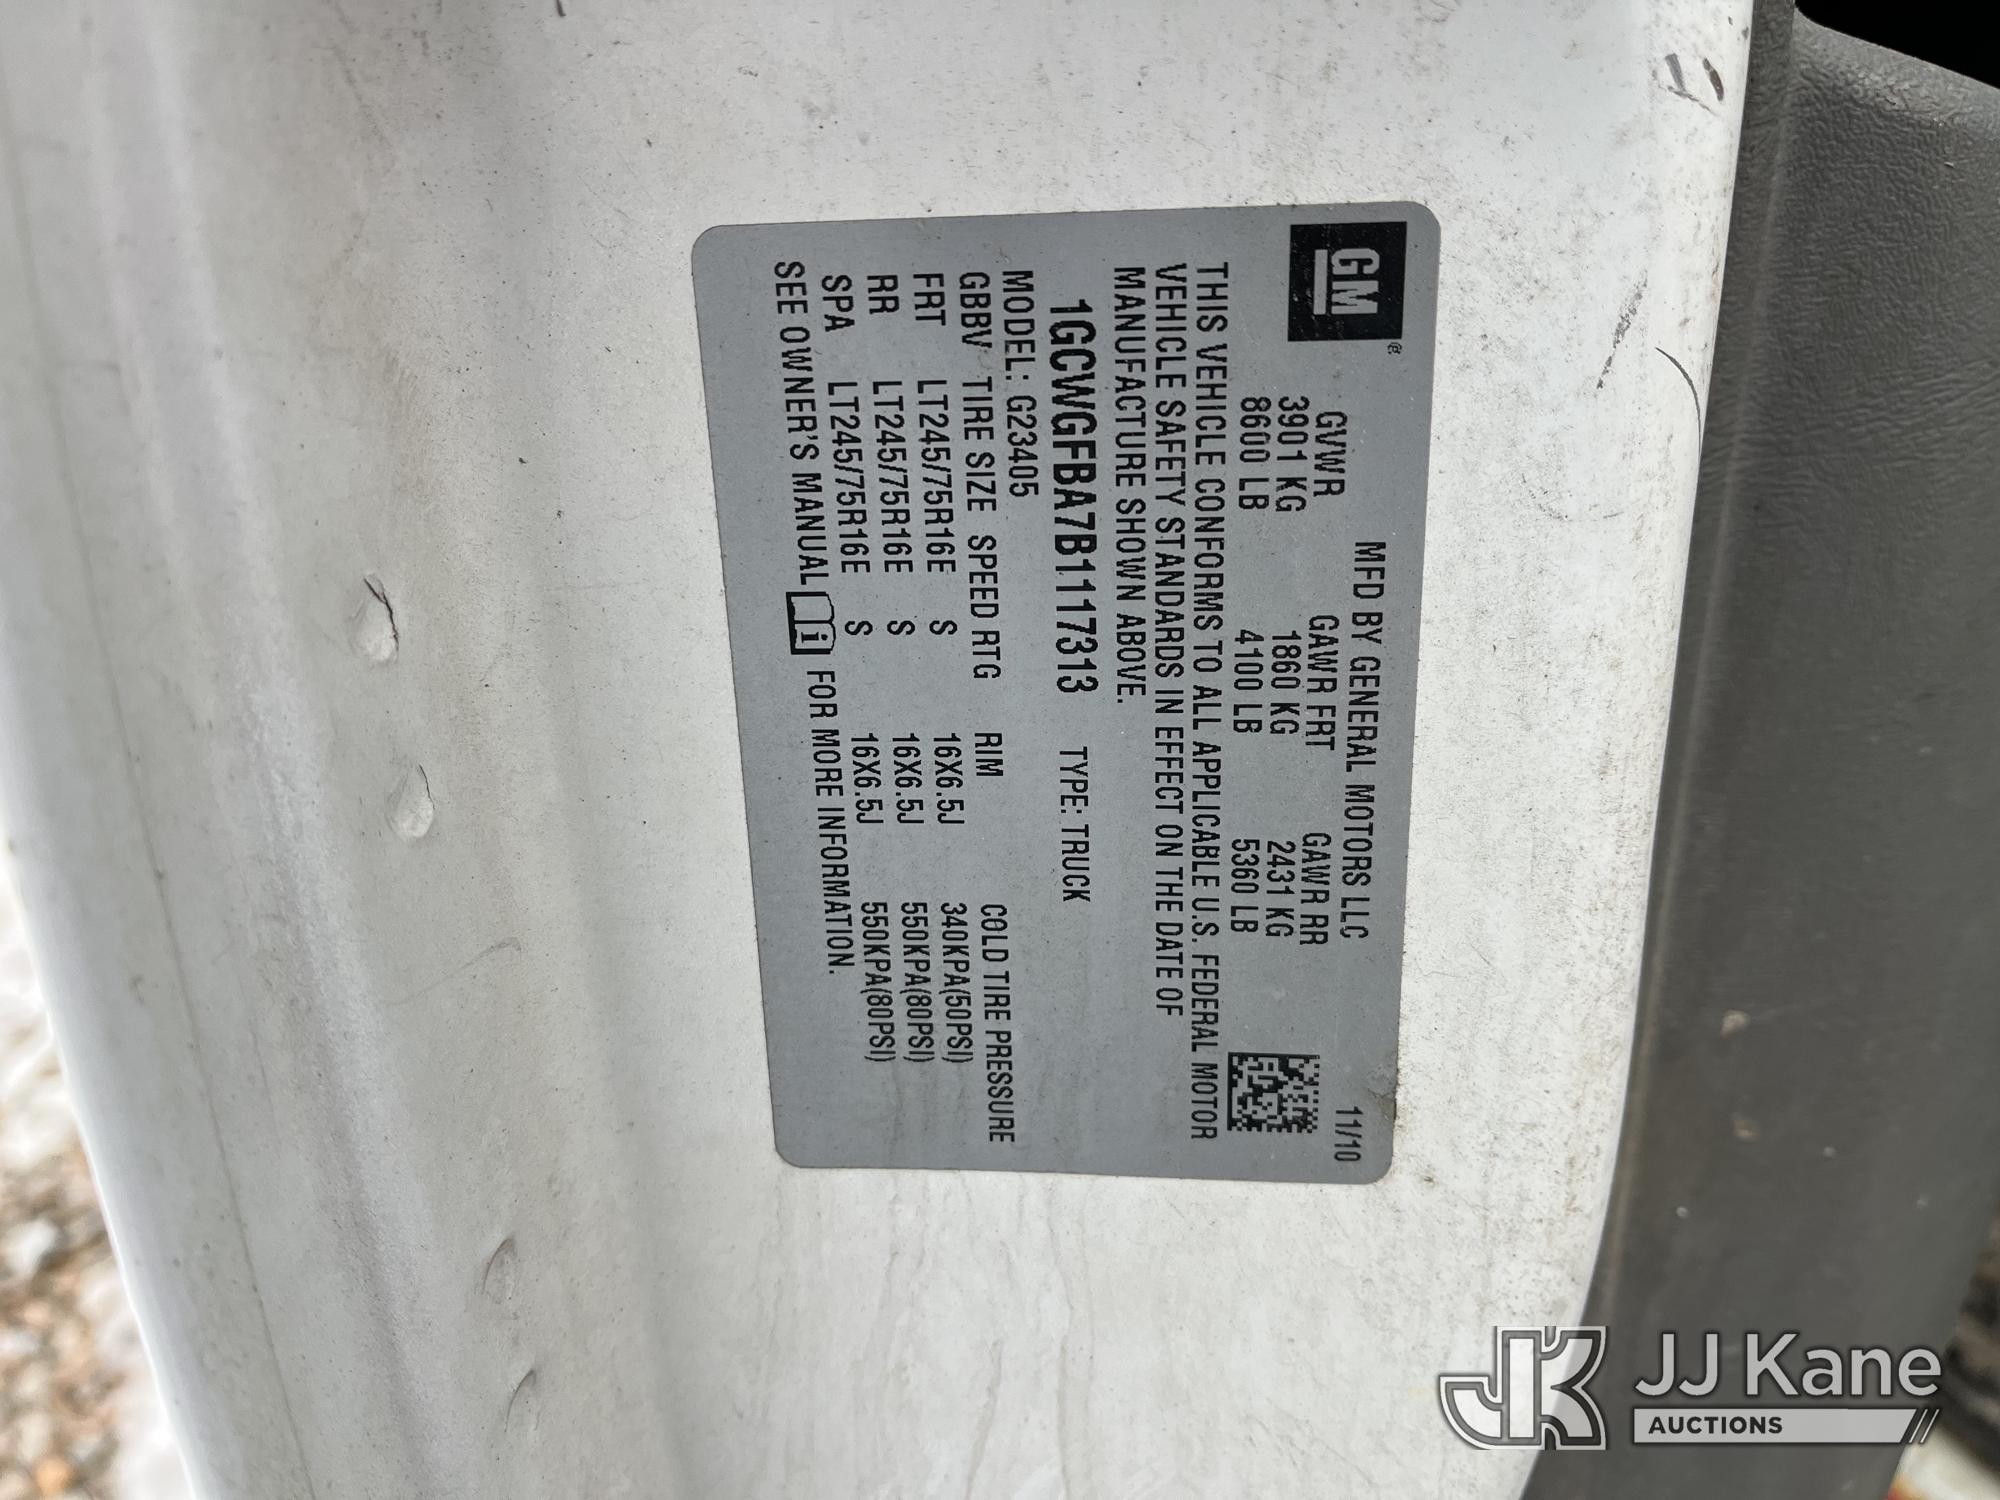 GM®
MFD BY GENERAL MOTORS LLC 11/10
GVWR GAWR FRT GAWR RR
3901 KG 1860 KG 2431 KG
8600 LB 4100 LB 5360 LB
THIS VEHICLE CONFORMS TO ALL APPLICABLE U.S. FEDERAL MOTOR
VEHICLE SAFETY STANDARDS IN EFFECT ON THE DATE OF
MANUFACTURE SHOWN ABOVE.
1GCWGFBA7B1117313 TYPE: TRUCK
MODEL: G23405
GBBV TIRE SIZE SPEED RTG RIM COLD TIRE PRESSURE
FRT LT245/75R16E S 16X6.5J 340KPA(50PSI)
RR LT245/75R16E S 16X6.5J 550KPA(80PSI)
SPA LT245/75R16E S 16X6.5J 550KPA(80PSI)
SEE OWNER'S MANUAL i FOR MORE INFORMATION.
JK JJ Kane
AUCTIONS